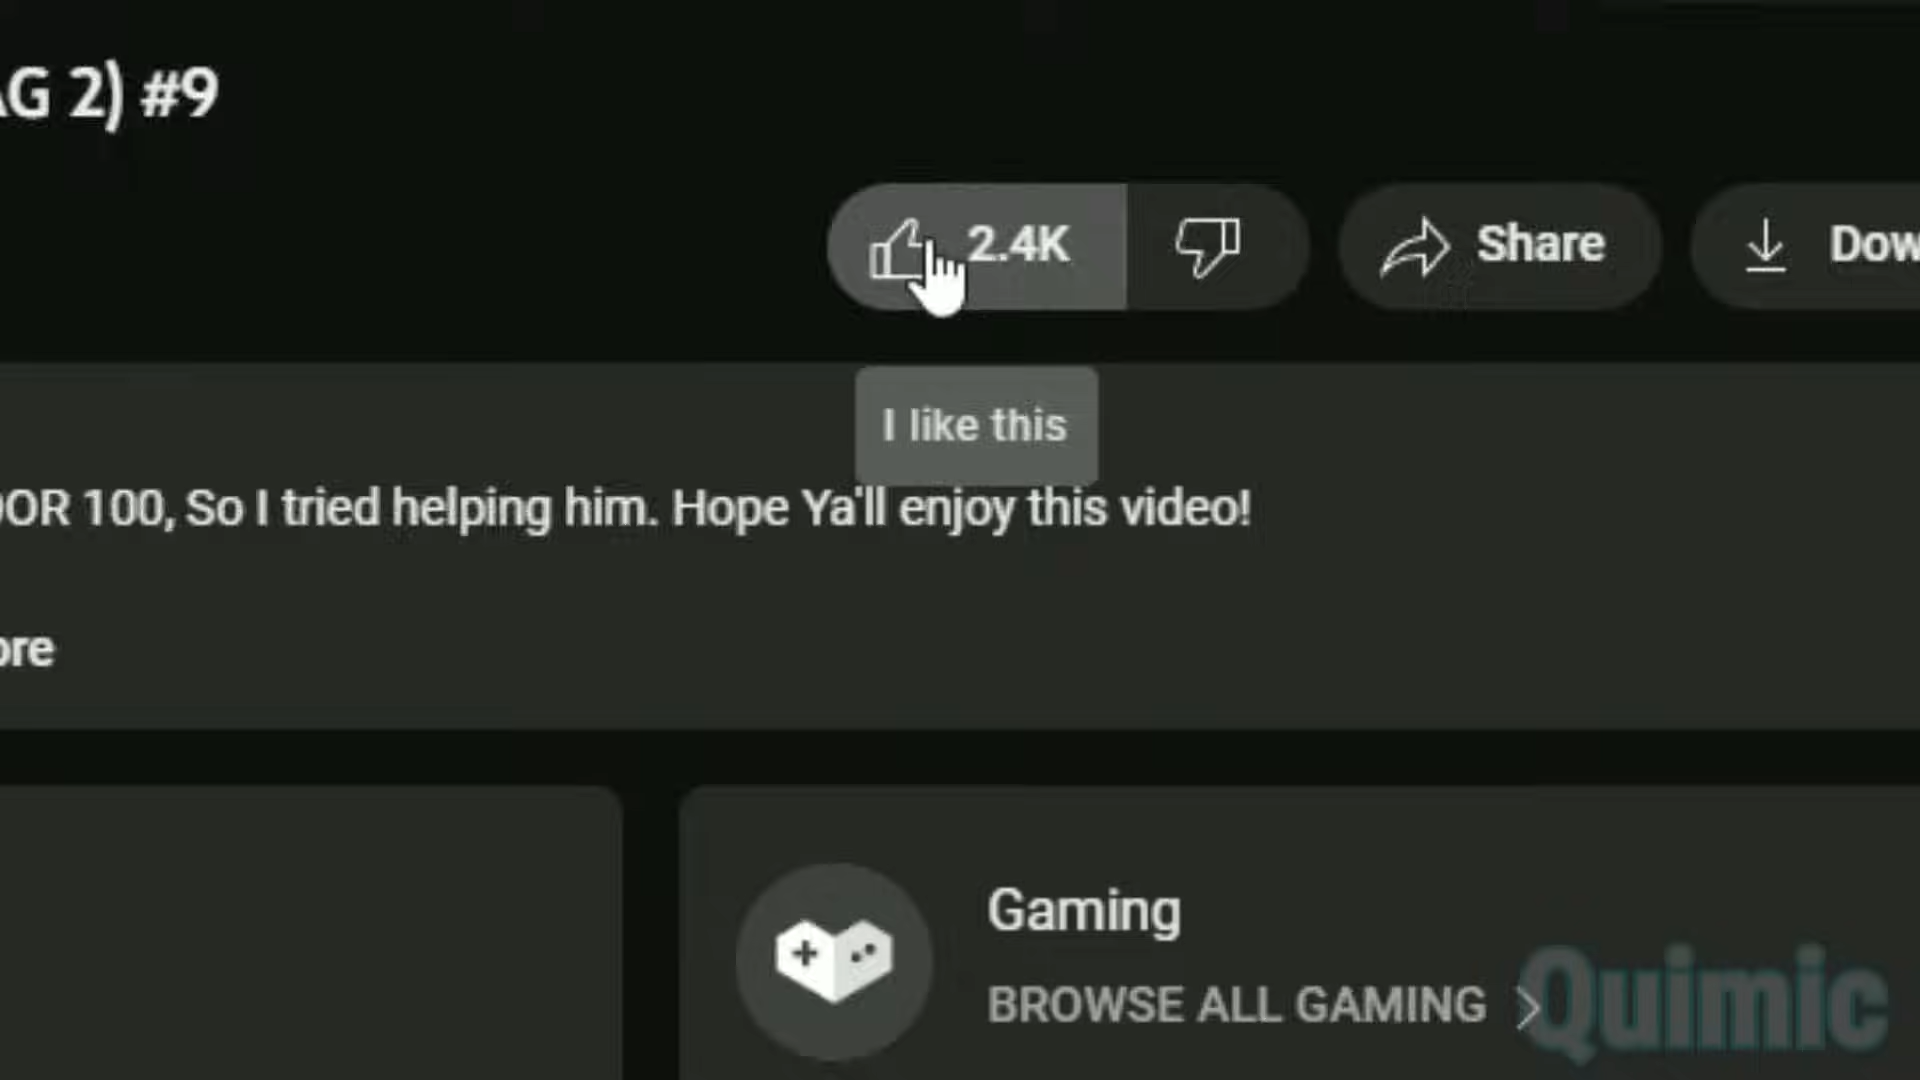 AG 2) #9
2.4K
Share
Dow
I like this
OOR 100, So I tried helping him. Hope Ya'll enjoy this video!
ore
Gaming
BROWSE ALL GAMING
Quimic